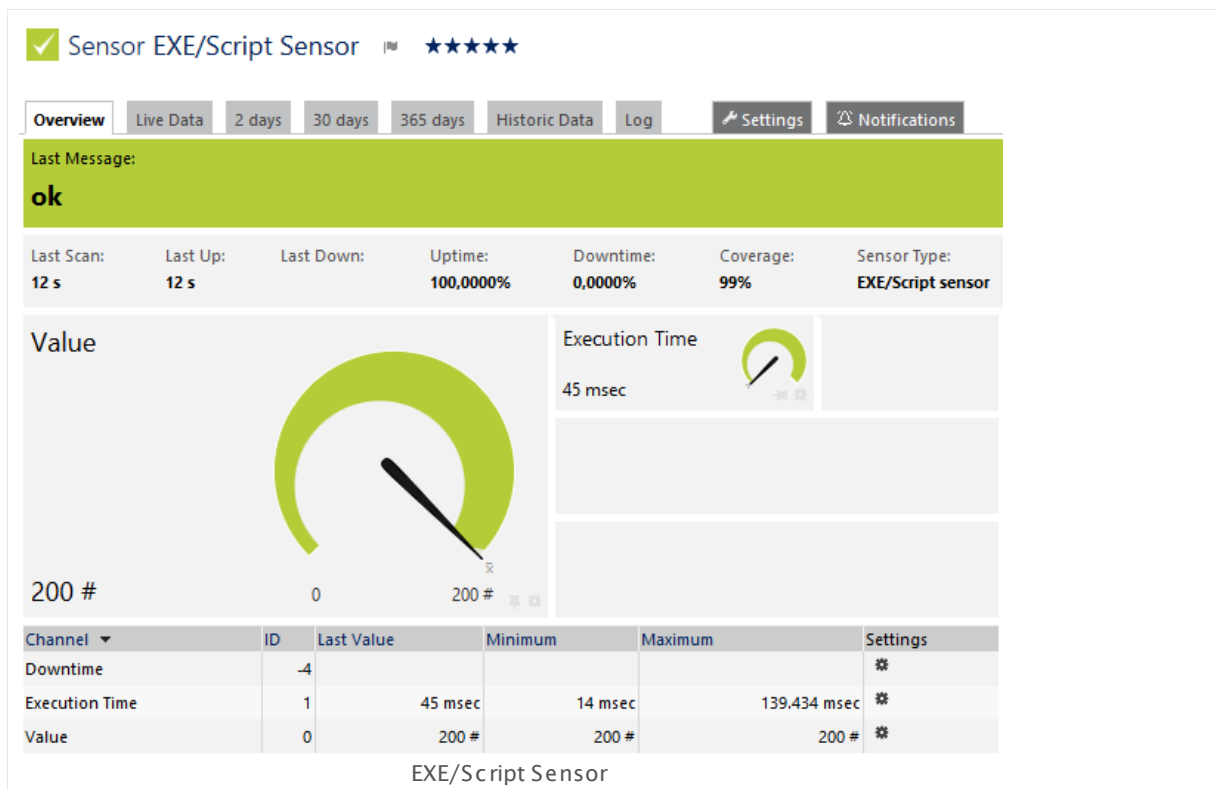 Sensor EXE/Script Sensor
Overview Live Data 2 days 30 days 365 days Historic Data Log Settings Notifications
Last Message:
ok
Last Scan: Last Up: Last Down: Uptime: Downtime: Coverage: Sensor Type:
12 s 12 s 100,0000% 0,0000% 99% EXE/Script sensor
Value
Execution Time
45 msec
x
200 # 0 200 #
Channel ID Last Value Minimum Maximum Settings
Downtime -4
Execution Time 1 45 msec 14 msec 139.434 msec
Value 0 200 # 200 # 200 #
EXE/Script Sensor